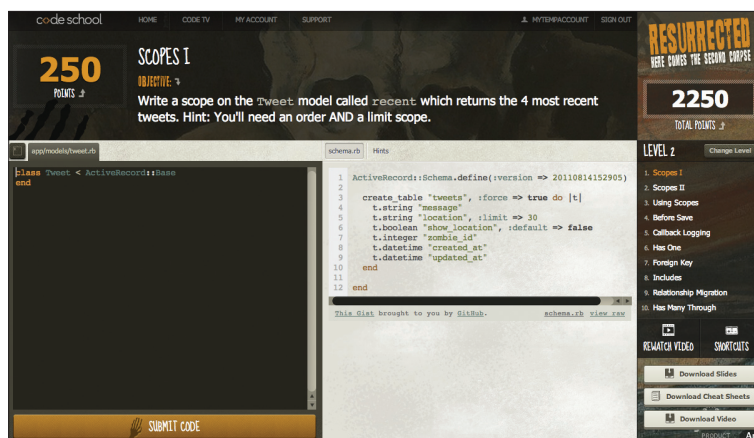 code school
HOME
CODE TV
MY ACCOUNT
SUPPORT
MYTEMPACCOUNT
SIGN OUT
RESURRECTED
HERE COMES THE SECOND CORPSE
250
POINTS
SCOPES I
OBJECTIVE:
Write a scope on the Tweet model called recent which returns the 4 most recent
tweets. Hint: You'll need an order AND a limit scope.
2250
TOTAL POINTS
app/models/tweet.rb
class Tweet < ActiveRecord::Base
end
SUBMIT CODE
schema.rb
Hints
1 ActiveRecord::Schema.define(:version => 20110814152905)
2
3 create_table "tweets", :force => true do |t|
4 t.string "message"
5 t.string "location", :limit => 30
6 t.boolean "show_location", :default => false
7 t.integer "zombie_id"
8 t.datetime "created_at"
9 t.datetime "updated_at"
10 end
11
12 end
This Gist brought to you by GitHub.
schema.rb view raw
LEVEL 2
Change Level
1. Scopes I
2. Scopes II
3. Using Scopes
4. Before Save
5. Callback Logging
6. Has One
7. Foreign Key
8. Includes
9. Relationship Migration
10. Has Many Through
REWATCH VIDEO
SHORTCUTS
Download Slides
Download Cheat Sheets
Download Video
PRODUCT